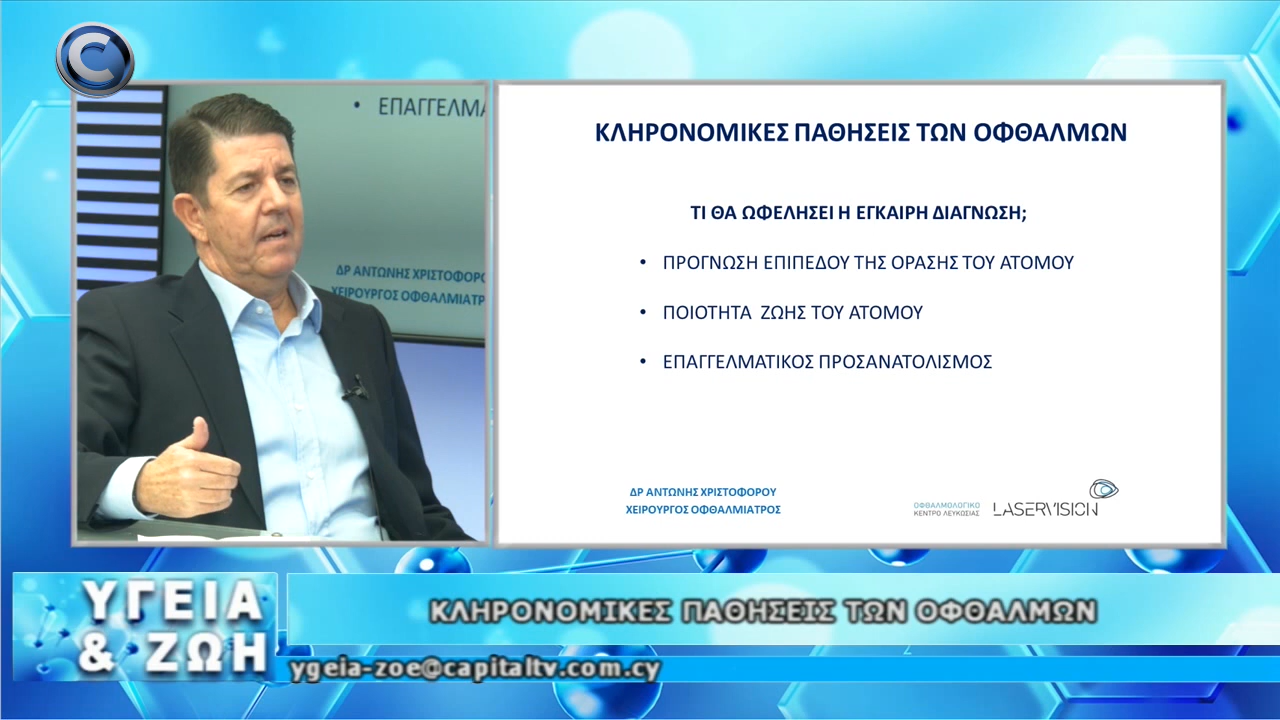 C
• ΕΠΑΓΓΕΛΜΑ
ΔΡ ΑΝΤΩΝΗΣ ΧΡΙΣΤΟΦΟΡΟ
ΧΕΙΡΟΥΡΓΟΣ ΟΦΘΑΛΜΙΑΤΡ
ΚΛΗΡΟΝΟΜΙΚΕΣ ΠΑΘΗΣΕΙΣ ΤΩΝ ΟΦΘΑΛΜΩΝ
ΤΙ ΘΑ ΩΦΕΛΗΣΕΙ Η ΕΓΚΑΙΡΗ ΔΙΑΓΝΩΣΗ;
• ΠΡΟΓΝΩΣΗ ΕΠΙΠΕΔΟΥ ΤΗΣ ΟΡΑΣΗΣ ΤΟΥ ΑΤΟΜΟΥ
• ΠΟΙΟΤΗΤΑ ΖΩΗΣ ΤΟΥ ΑΤΟΜΟΥ
• ΕΠΑΓΓΕΛΜΑΤΙΚΟΣ ΠΡΟΣΑΝΑΤΟΛΙΣΜΟΣ
ΔΡ ΑΝΤΩΝΗΣ ΧΡΙΣΤΟΦΟΡΟΥ
ΧΕΙΡΟΥΡΓΟΣ ΟΦΘΑΛΜΙΑΤΡΟΣ
ΟΦΘΑΛΜΟΛΟΓΙΚΟ
ΚΕΝΤΡΟ ΛΕΥΚΩΣΙΑΣ
LASERVISION
ΥΓΕΙΑ
& ΖΩΗ
ΚΛΗΡΟΝΟΜΙΚΕΣ ΠΑΘΗΣΕΙΣ ΤΩΝ ΟΦΘΑΛΜΩΝ
ygeia-zoe@capitaltv.com.cy